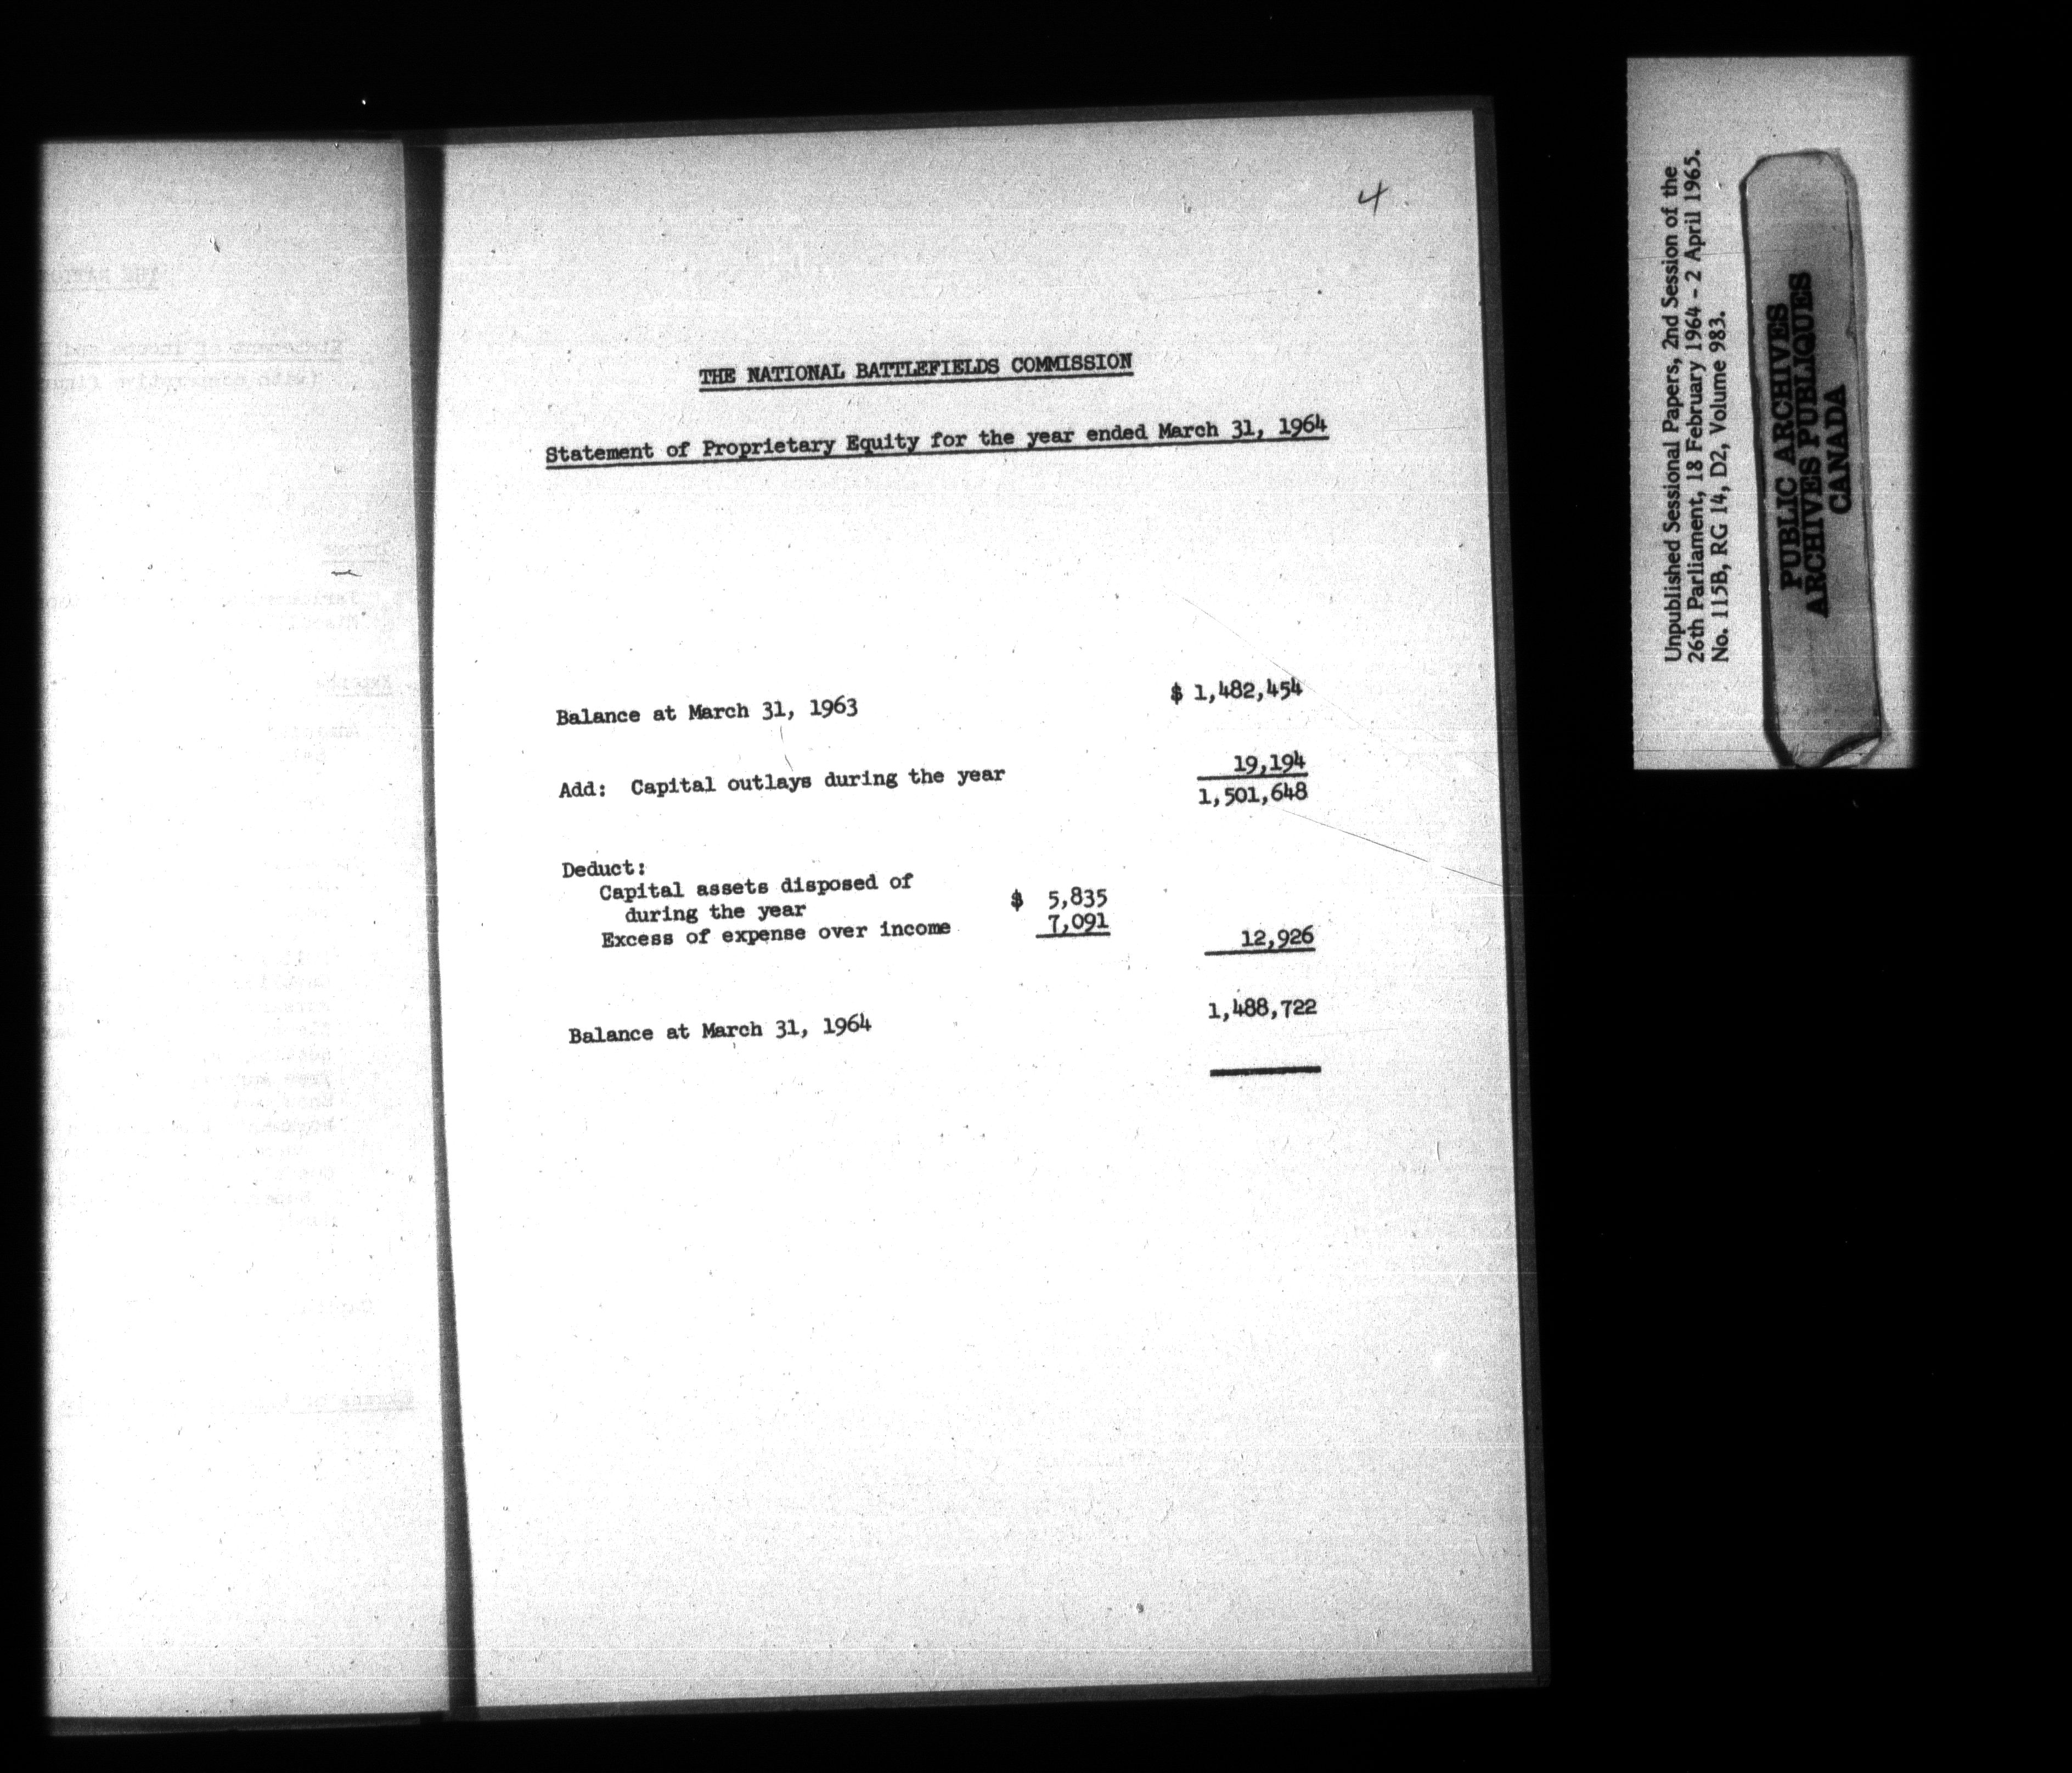 4
THE NATIONAL BATTLEFIELDS COMMISSION
Statement of Proprietary Equity for the year ended March 31, 1964
Balance at March 31, 1963 $ 1,482,454
Add: Capital outlays during the year 19,194
1,501,648
Deduct:
Capital assets disposed of
during the year $ 5,835
Excess of expense over income 7,091 12,926
Balance at March 31, 1964 1,488,722
Unpublished Sessional Papers, 2nd Session of the
26th Parliament, 18 February 1964 - 2 April 1965.
No. 115B, RG 14, D2, Volume 983.
PUBLIC ARCHIVES
ARCHIVES PUBLIQUES
CANADA